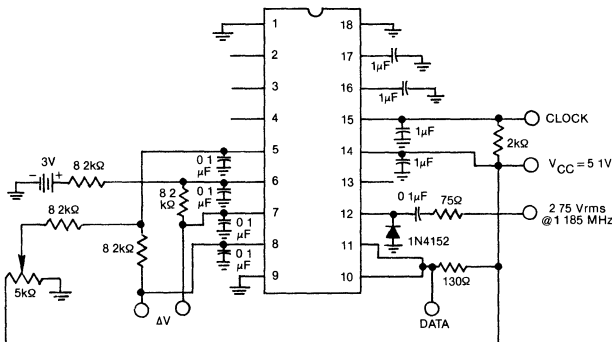 1 18
2 17
1µF
3 16
1µF
4 15
CLOCK
1µF
2kΩ
5 14
0 1 µF
1µF
VCC = 5 1V
3V
- +
8 2kΩ
6 13
8 2 kΩ
0 1 µF
0 1µF
75Ω
7 12
2 75 Vrms
@1 185 MHz
8 2kΩ
0 1 µF
1N4152
8 2kΩ
8 11
0 1 µF
9 10
130Ω
5kΩ
ΔV
DATA